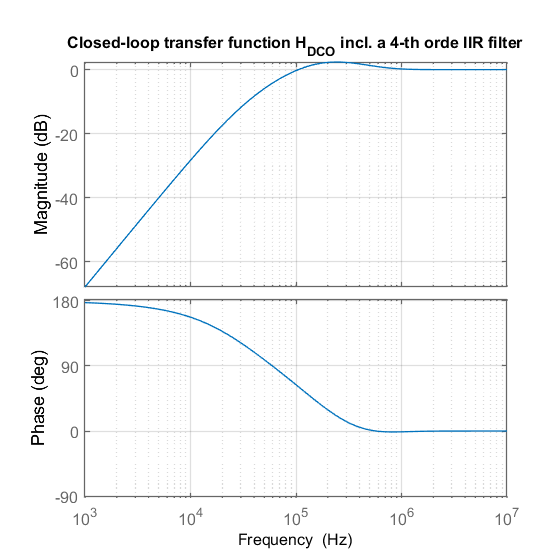 Closed-loop transfer function H_DCO incl. a 4-th orde IIR filter
0
-20
-40
-60
Magnitude (dB)
180
90
0
-90
Phase (deg)
10^3 10^4 10^5 10^6 10^7
Frequency (Hz)